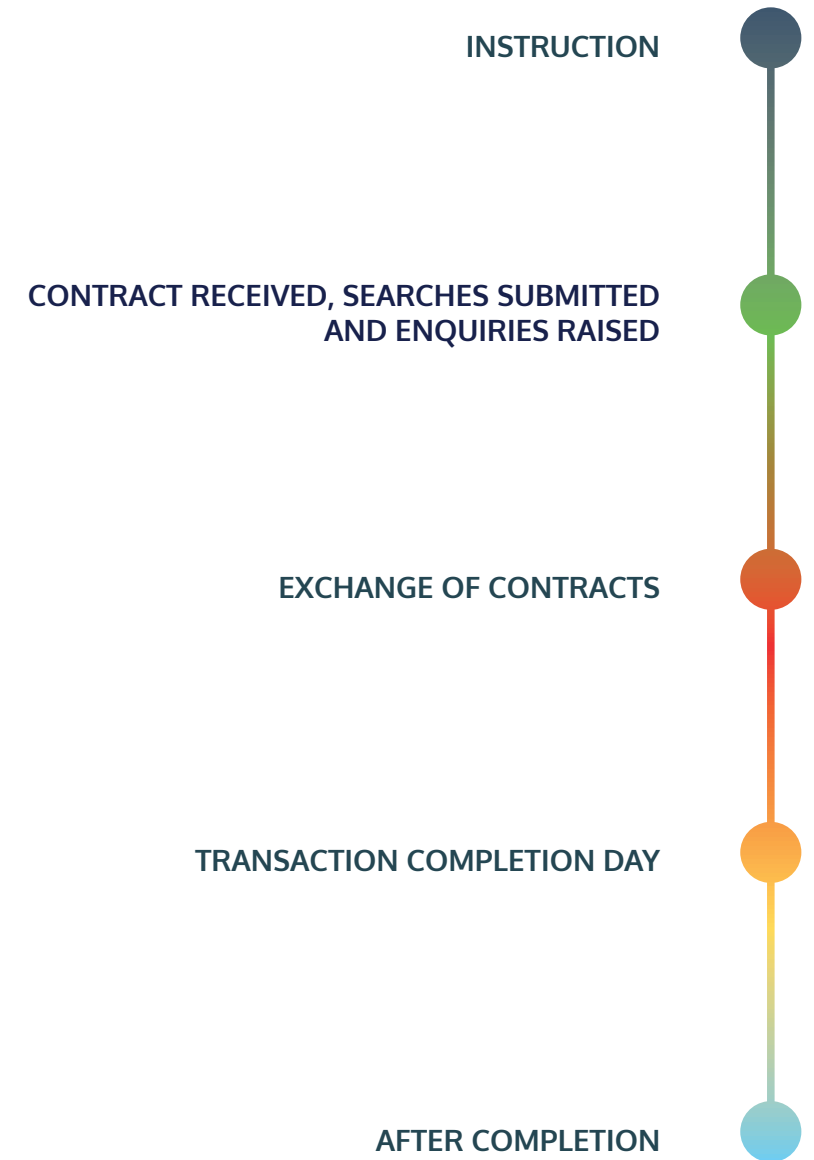 INSTRUCTION
CONTRACT RECEIVED, SEARCHES SUBMITTED
AND ENQUIRIES RAISED
EXCHANGE OF CONTRACTS
TRANSACTION COMPLETION DAY
AFTER COMPLETION